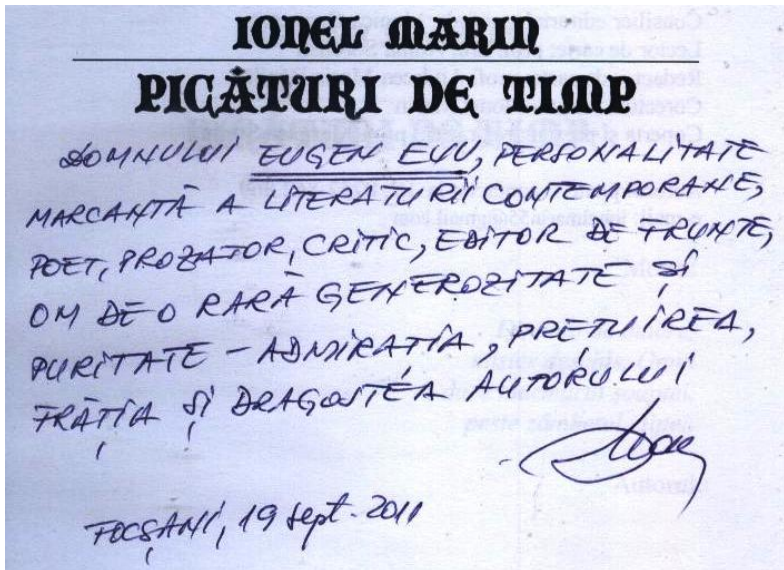 IONEL MARIN
PICĂTURI DE TIMP
DOMNULUI EUGEN EVU, PERSONALITATE
MARCANTĂ A LITERATURII CONTEMPORANE,
POET, PROZATOR, CRITIC, EDITOR DE FRUNTE,
OM DE O RARĂ GENEROZITATE ȘI
PURITATE – ADMIRAȚIA, PREȚUIREA,
FRĂȚIA ȘI DRAGOSTEA AUTORULUI
FOCȘANI, 19 sept. 2011